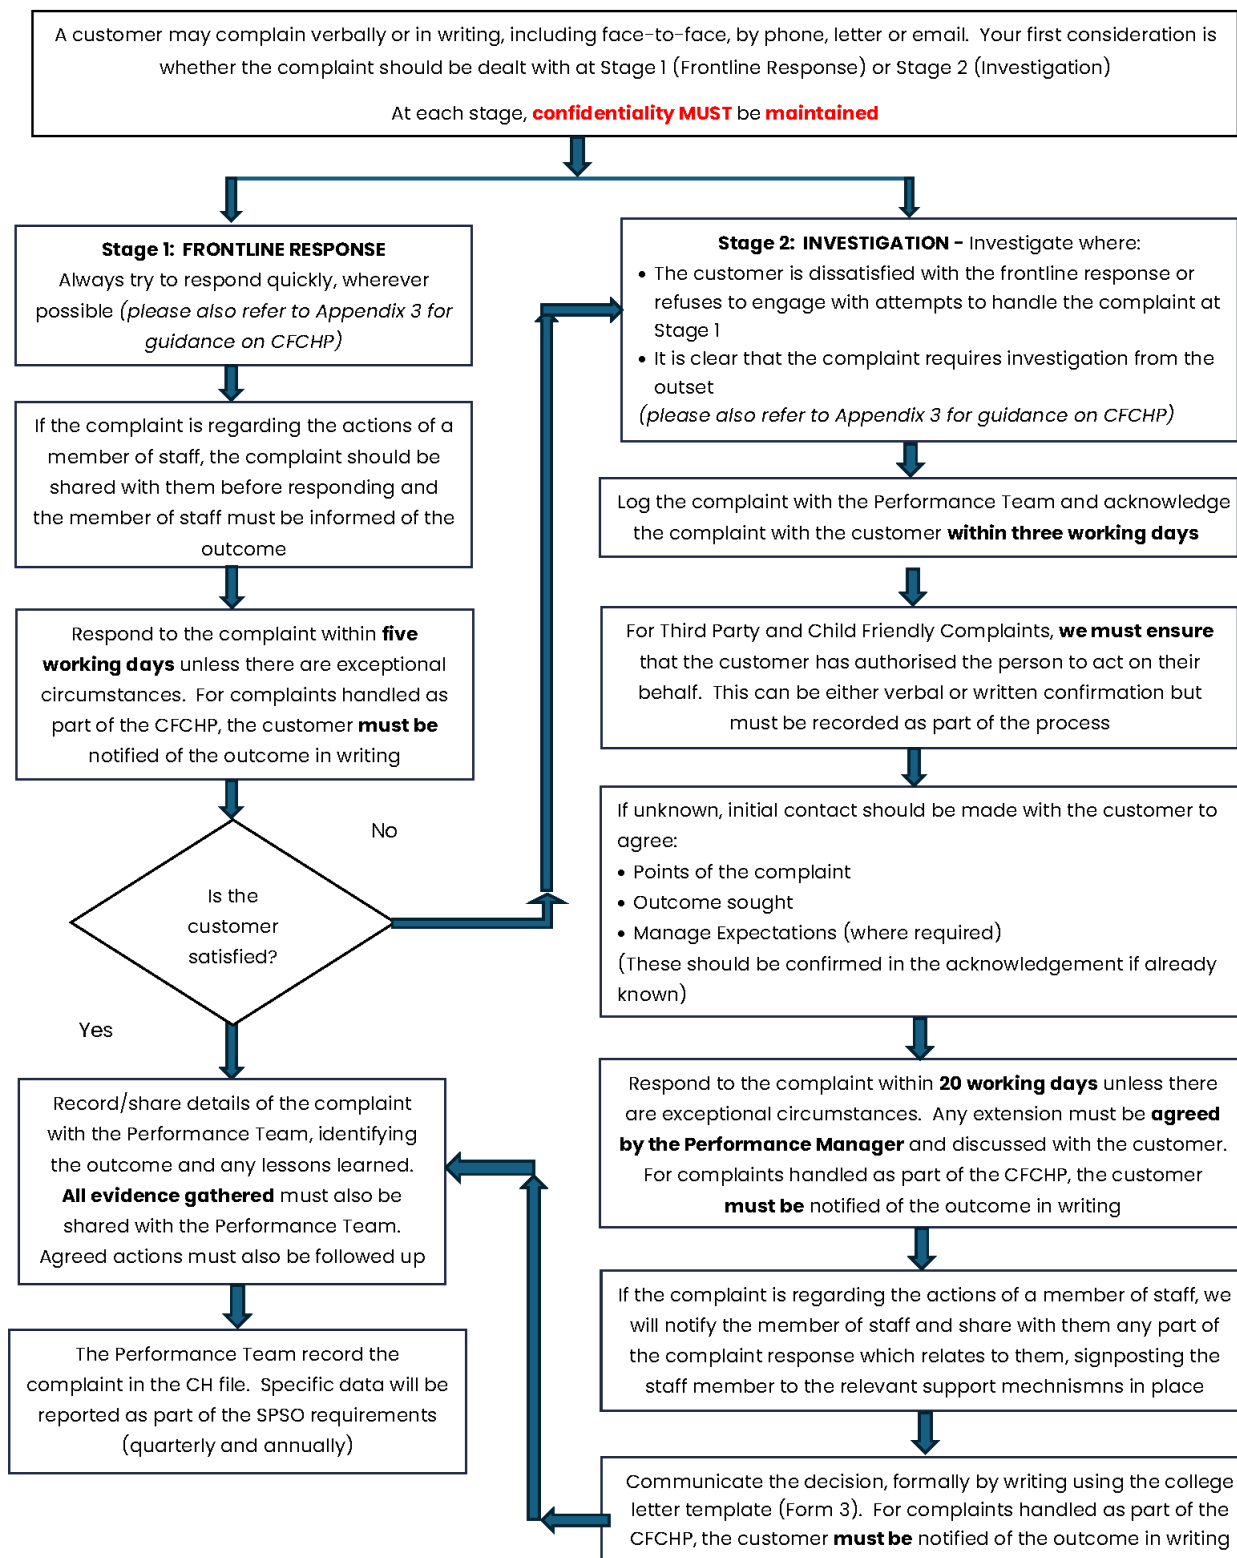 A customer may complain verbally or in writing, including face-to-face, by phone, letter or email.  Your first consideration is
whether the complaint should be dealt with at Stage 1 (Frontline Response) or Stage 2 (Investigation)
At each stage, confidentiality MUST be maintained
Stage 1:  FRONTLINE RESPONSE
Always try to respond quickly, wherever
possible (please also refer to Appendix 3 for
guidance on CFCHP)
If the complaint is regarding the actions of a
member of staff, the complaint should be
shared with them before responding and
the member of staff must be informed of the
outcome
Respond to the complaint within five
working days unless there are exceptional
circumstances.  For complaints handled as
part of the CFCHP, the customer must be
notified of the outcome in writing
No
Is the
customer
satisfied?
Yes
Record/share details of the complaint
with the Performance Team, identifying
the outcome and any lessons learned.
All evidence gathered must also be
shared with the Performance Team.
Agreed actions must also be followed up
The Performance Team record the
complaint in the CH file.  Specific data will be
reported as part of the SPSO requirements
(quarterly and annually)
Stage 2:  INVESTIGATION - Investigate where:
• The customer is dissatisfied with the frontline response or
refuses to engage with attempts to handle the complaint at
Stage 1
• It is clear that the complaint requires investigation from the
outset
(please also refer to Appendix 3 for guidance on CFCHP)
Log the complaint with the Performance Team and acknowledge
the complaint with the customer within three working days
For Third Party and Child Friendly Complaints, we must ensure
that the customer has authorised the person to act on their
behalf.  This can be either verbal or written confirmation but
must be recorded as part of the process
If unknown, initial contact should be made with the customer to
agree:
• Points of the complaint
• Outcome sought
• Manage Expectations (where required)
(These should be confirmed in the acknowledgement if already
known)
Respond to the complaint within 20 working days unless there
are exceptional circumstances.  Any extension must be agreed
by the Performance Manager and discussed with the customer.
For complaints handled as part of the CFCHP, the customer
must be notified of the outcome in writing
If the complaint is regarding the actions of a member of staff, we
will notify the member of staff and share with them any part of
the complaint response which relates to them, signposting the
staff member to the relevant support mechnismns in place
Communicate the decision, formally by writing using the college
letter template (Form 3).  For complaints handled as part of the
CFCHP, the customer must be notified of the outcome in writing